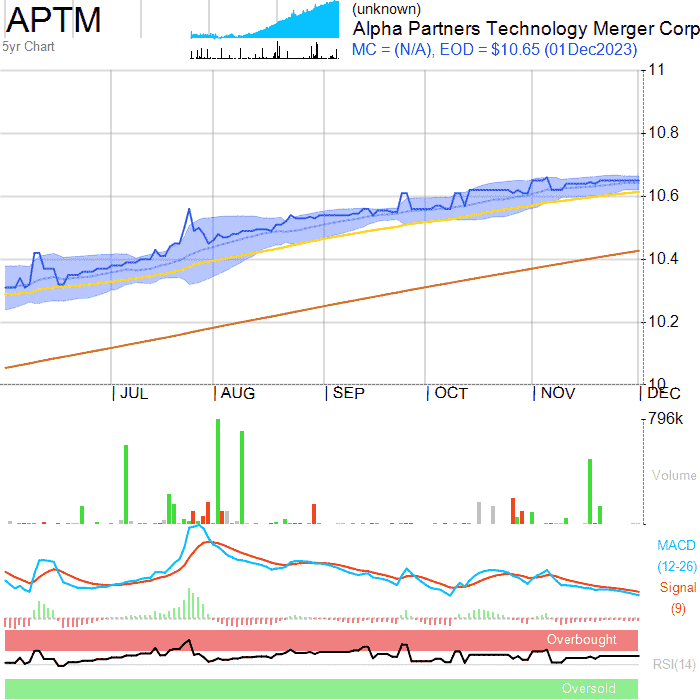 APTM
5yr Chart
(unknown)
Alpha Partners Technology Merger Corp
MC = (N/A), EOD = $10.65 (01Dec2023)
11
10.8
10.6
10.4
10.2
10
JUL
AUG
SEP
OCT
NOV
DEC
796k
Volume
MACD
(12-26)
Signal
(9)
Overbought
RSI(14)
Oversold